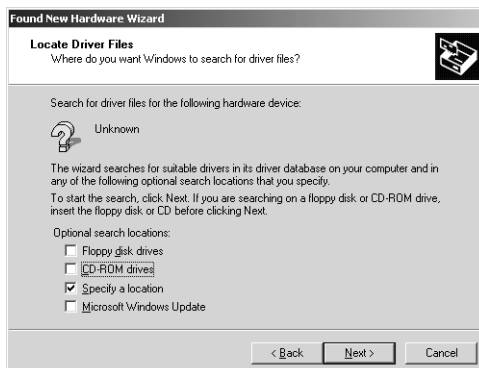 Found New Hardware Wizard
Locate Driver Files
Where do you want Windows to search for driver files?
Search for driver files for the following hardware device:
Unknown
The wizard searches for suitable drivers in its driver database on your computer and in
any of the following optional search locations that you specify.
To start the search, click Next. If you are searching on a floppy disk or CD-ROM drive,
insert the floppy disk or CD before clicking Next.
Optional search locations:
Floppy disk drives
CD-ROM drives
Specify a location
Microsoft Windows Update
< Back Next > Cancel